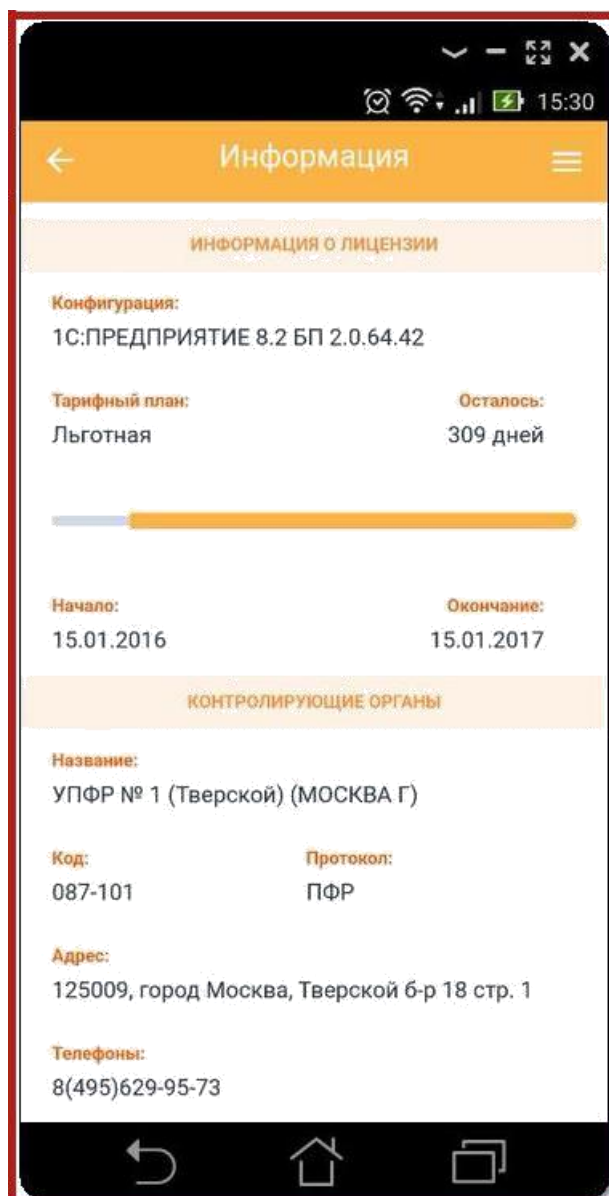 15:30
Информация
ИНФОРМАЦИЯ О ЛИЦЕНЗИИ
Конфигурация:
1С:ПРЕДПРИЯТИЕ 8.2 БП 2.0.64.42
Тарифный план: Осталось:
Льготная 309 дней
Начало: Окончание:
15.01.2016 15.01.2017
КОНТРОЛИРУЮЩИЕ ОРГАНЫ
Название:
УПФР № 1 (Тверской) (МОСКВА Г)
Код: Протокол:
087-101 ПФР
Адрес:
125009, город Москва, Тверской б-р 18 стр. 1
Телефоны:
8(495)629-95-73